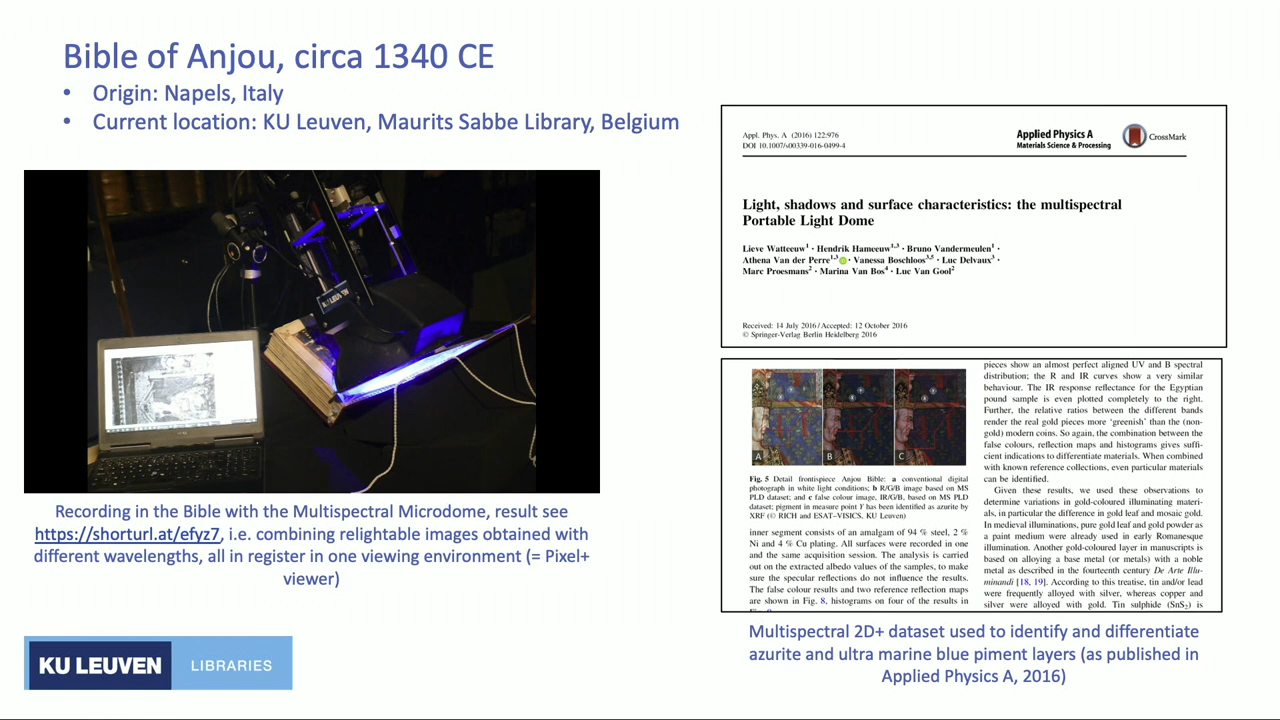 Bible of Anjou, circa 1340 CE
• Origin: Napels, Italy
• Current location: KU Leuven, Maurits Sabbe Library, Belgium
KU LEUVEN
Recording in the Bible with the Multispectral Microdome, result see
https://shorturl.at/efyz7, i.e. combining relightable images obtained with
different wavelengths, all in register in one viewing environment (= Pixel+
viewer)
KU LEUVEN LIBRARIES
Appl. Phys. A (2016) 122:976
DOI 10.1007/s00339-016-0499-4
Applied Physics A
Materials Science & Processing
CrossMark
Light, shadows and surface characteristics: the multispectral
Portable Light Dome
Lieve Watteeuw1 · Hendrik Hameeuw1,3 · Bruno Vandermeulen1 ·
Athena Van der Perre1,3 · Vanessa Boschloos3,5 · Luc Delvaux3 ·
Marc Proesmans2 · Marina Van Bos4 · Luc Van Gool2
Received: 14 July 2016 / Accepted: 12 October 2016
© Springer-Verlag Berlin Heidelberg 2016
A B C
Fig. 5 Detail frontispiece Anjou Bible: a conventional digital
photograph in white light conditions; b R/G/B image based on MS
PLD dataset; and c false colour image, IR/G/B, based on MS PLD
dataset; pigment in measure point Y has been identified as azurite by
XRF (© RICH and ESAT–VISICS, KU Leuven)
inner segment consists of an amalgam of 94 % steel, 2 %
Ni and 4 % Cu plating. All surfaces were recorded in one
and the same acquisition session. The analysis is carried
out on the extracted albedo values of the samples, to make
sure the specular reflections do not influence the results.
The false colour results and two reference reflection maps
are shown in Fig. 8, histograms on four of the results in
pieces show an almost perfect aligned UV and B spectral
distribution; the R and IR curves show a very similar
behaviour. The IR response reflectance for the Egyptian
pound sample is even plotted completely to the right.
Further, the relative ratios between the different bands
render the real gold pieces more ‘greenish’ than the (non-
gold) modern coins. So again, the combination between the
false colours, reflection maps and histograms gives suffi-
cient indications to differentiate materials. When combined
with known reference collections, even particular materials
can be identified.
Given these results, we used these observations to
determine variations in gold-coloured illuminating materi-
als, in particular the difference in gold leaf and mosaic gold.
In medieval illuminations, pure gold leaf and gold powder as
a paint medium were already used in early Romanesque
illumination. Another gold-coloured layer in manuscripts is
based on alloying a base metal (or metals) with a noble
metal as described in the fourteenth century De Arte Illu-
minandi [18, 19]. According to this treatise, tin and/or lead
were frequently alloyed with silver, whereas copper and
silver were alloyed with gold. Tin sulphide (SnS2) is
Multispectral 2D+ dataset used to identify and differentiate
azurite and ultra marine blue piment layers (as published in
Applied Physics A, 2016)